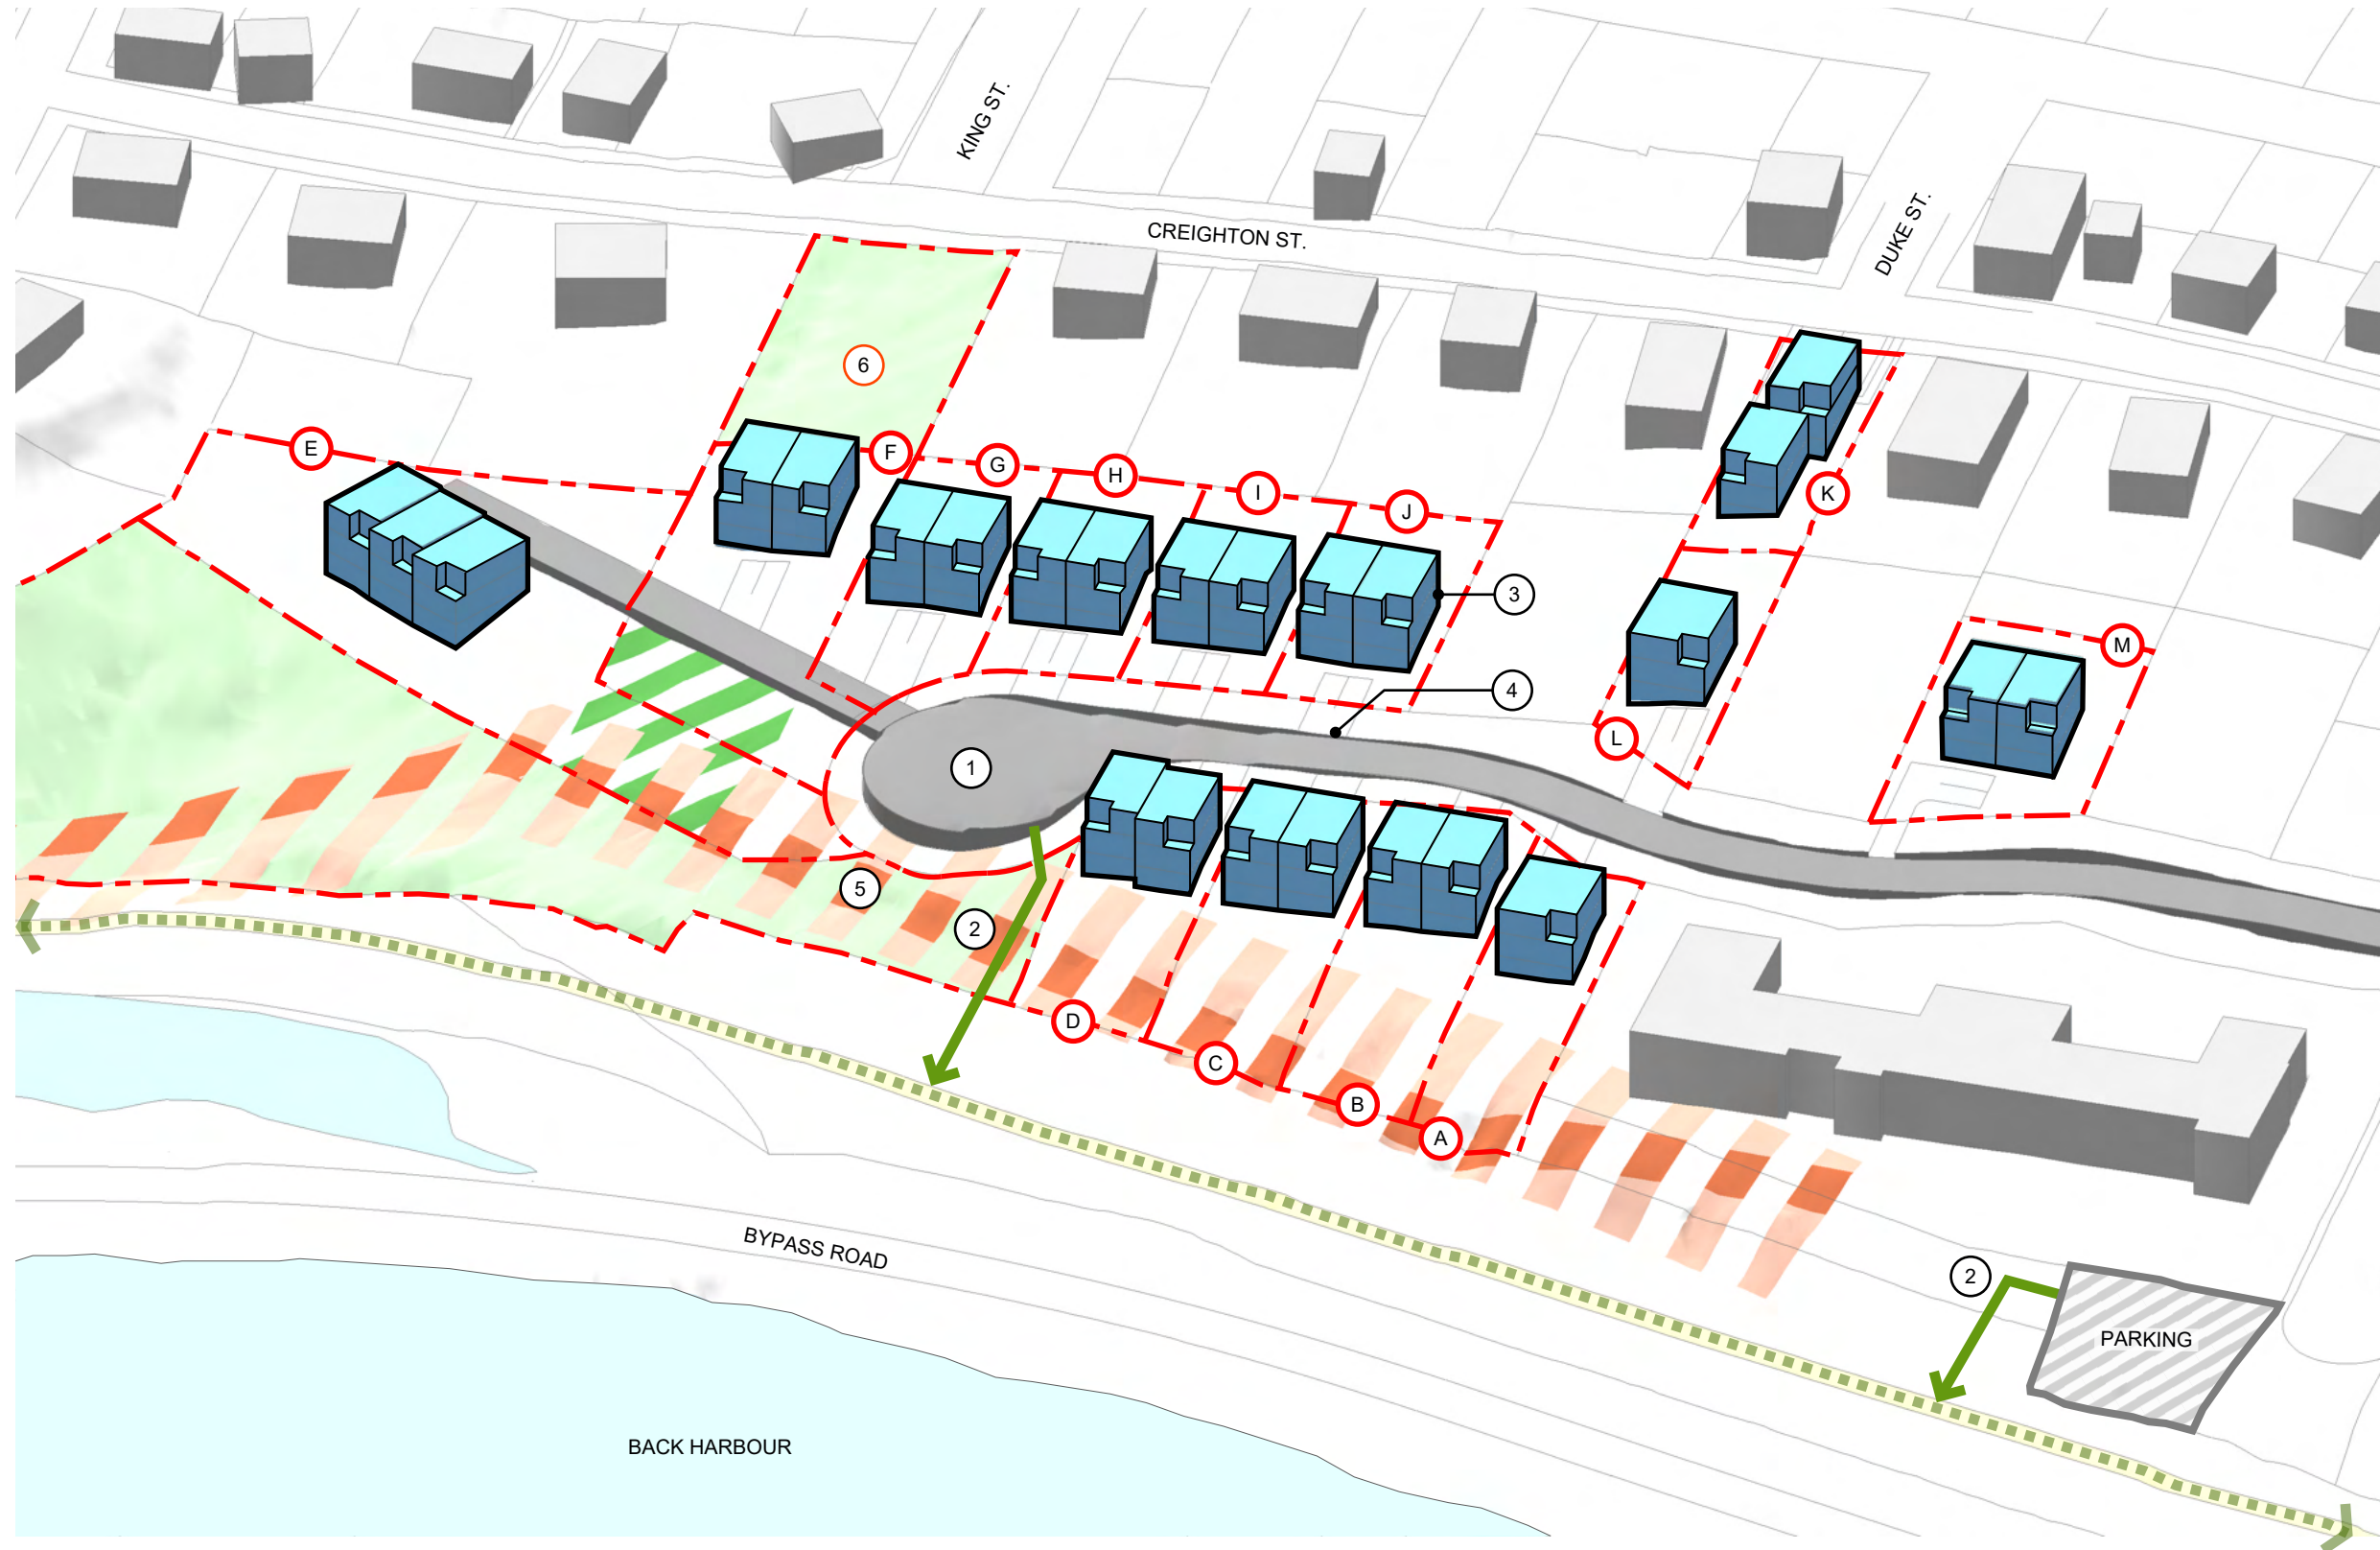 KING ST.
CREIGHTON ST.
DUKE ST.
6
E
F
G
H
I
J
K
3
M
4
L
1
5
2
D
C
B
A
BYPASS ROAD
2
PARKING
BACK HARBOUR